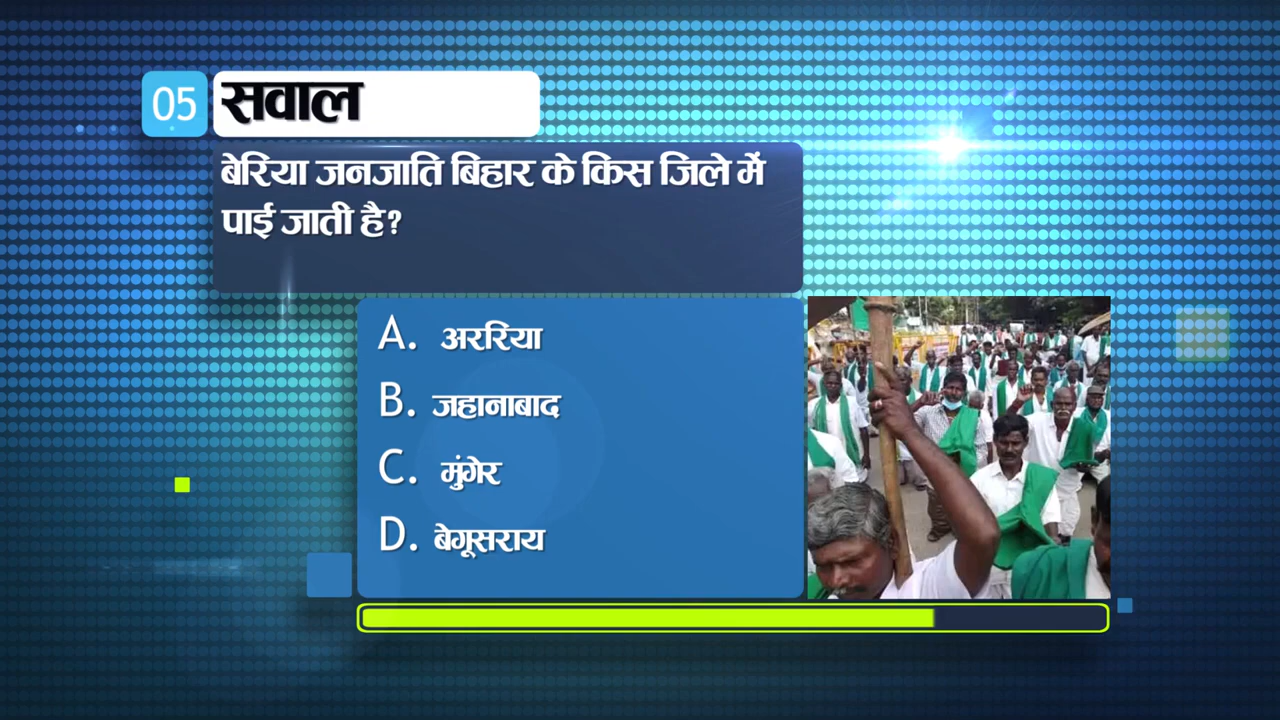 05 सवाल
बेरिया जनजाति बिहार के किस जिले में
पाई जाती है?
A. अररिया
B. जहानाबाद
C. मुंगेर
D. बेगूसराय